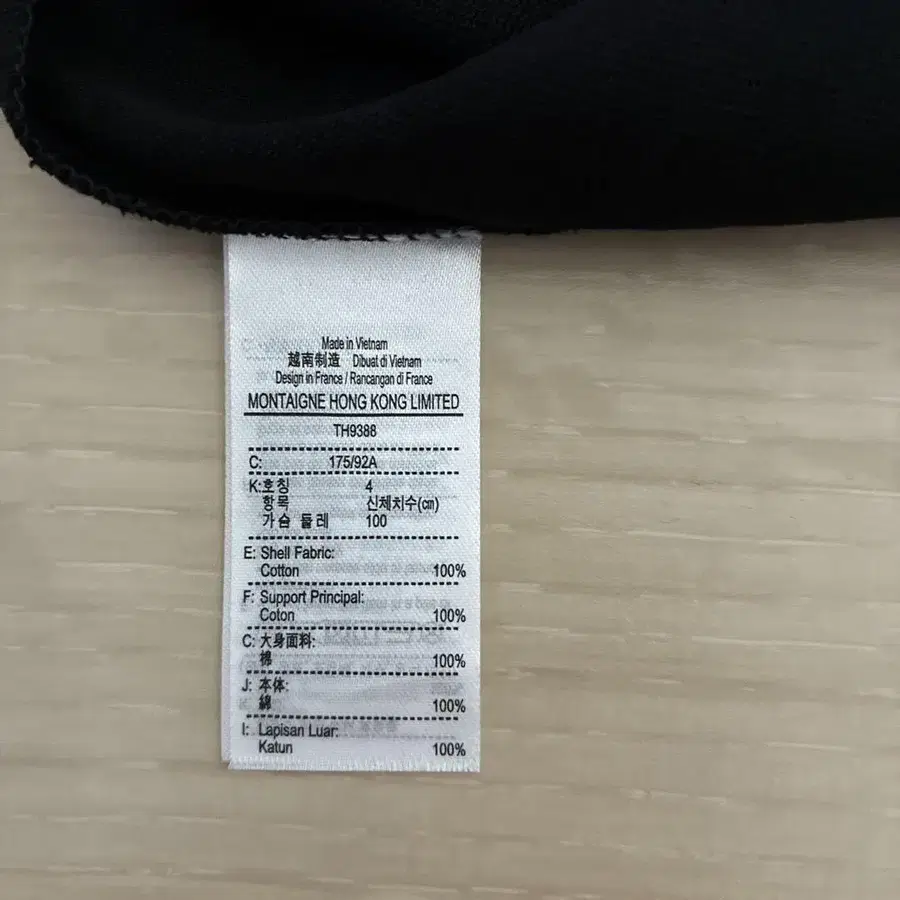 Made in Vietnam
越南制造 Dibuat di Vietnam
Design in France / Rancangan di France
MONTAIGNE HONG KONG LIMITED
TH9388
C: 175/92A
K:호칭 4
항목 신체치수(㎝)
가슴 둘레 100
E: Shell Fabric:
Cotton 100%
F: Support Principal:
Coton 100%
C: 大身面料:
棉 100%
J: 本体:
綿 100%
I: Lapisan Luar:
Katun 100%